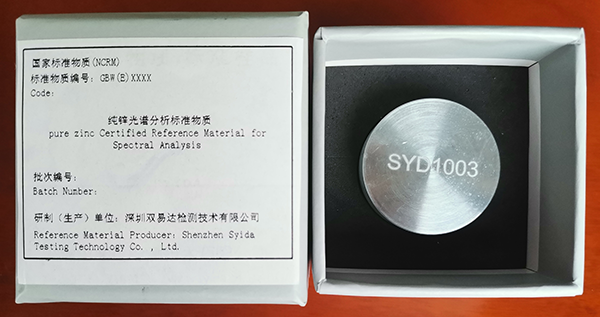 国家标准物质(NCRM)
标准物质编号: GBW(E)XXXX
Code:
纯锌光谱分析标准物质
pure zinc Certified Reference Material for
Spectral Analysis
批次编号:
Batch Number:
研制（生产）单位: 深圳双易达检测技术有限公司
Reference Material Producer: Shenzhen Syida
Testing Technology Co. , Ltd.
SYD1003